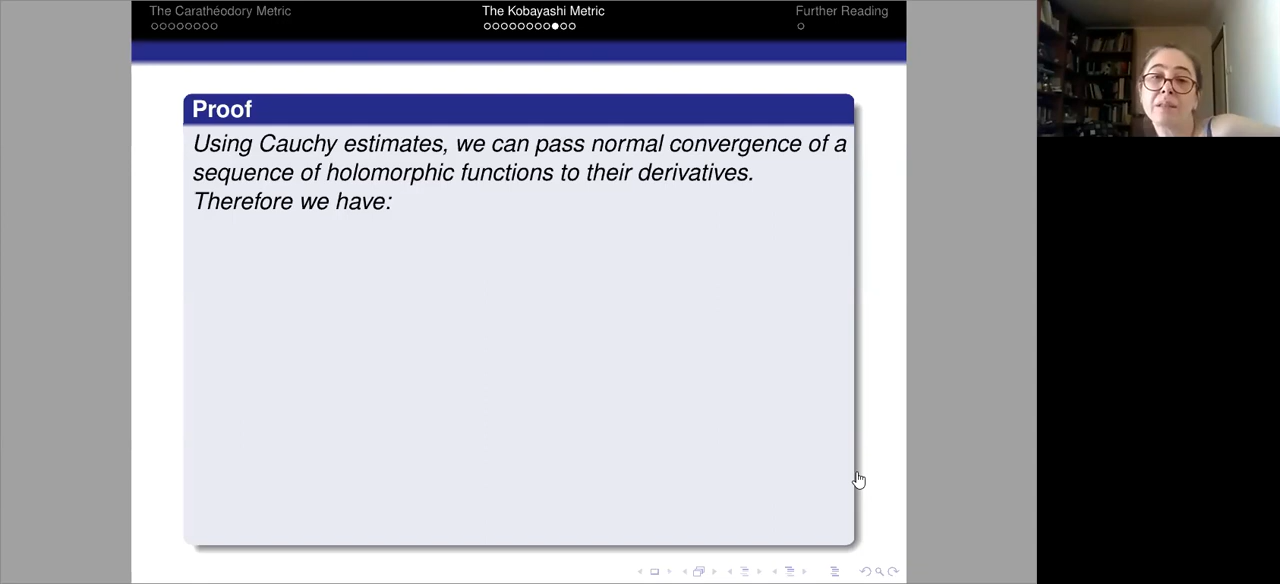 The Carathéodory Metric
The Kobayashi Metric
Further Reading
Proof
Using Cauchy estimates, we can pass normal convergence of a
sequence of holomorphic functions to their derivatives.
Therefore we have: